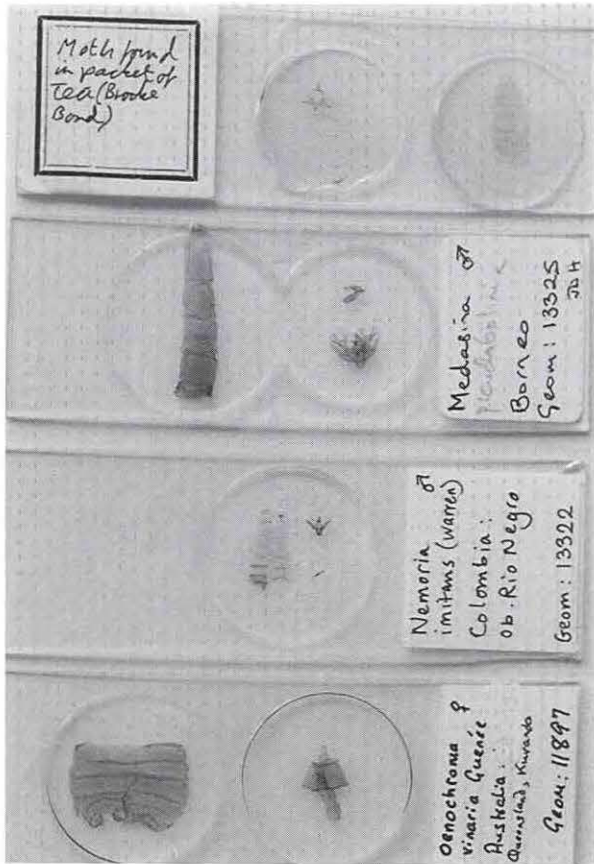 Moth found
in packet of
Tea (Brooke
Bond)
Medasina ♂
Borneo
Geom: 13325
JDH
Nemoria ♂
imitans (Warren)
Colombia:
Ob. Rio Negro
Geom: 13322
Oenochroma ♀
vinaria Guenée
Australia:
Queensland, Kuranda
Geom: 11897